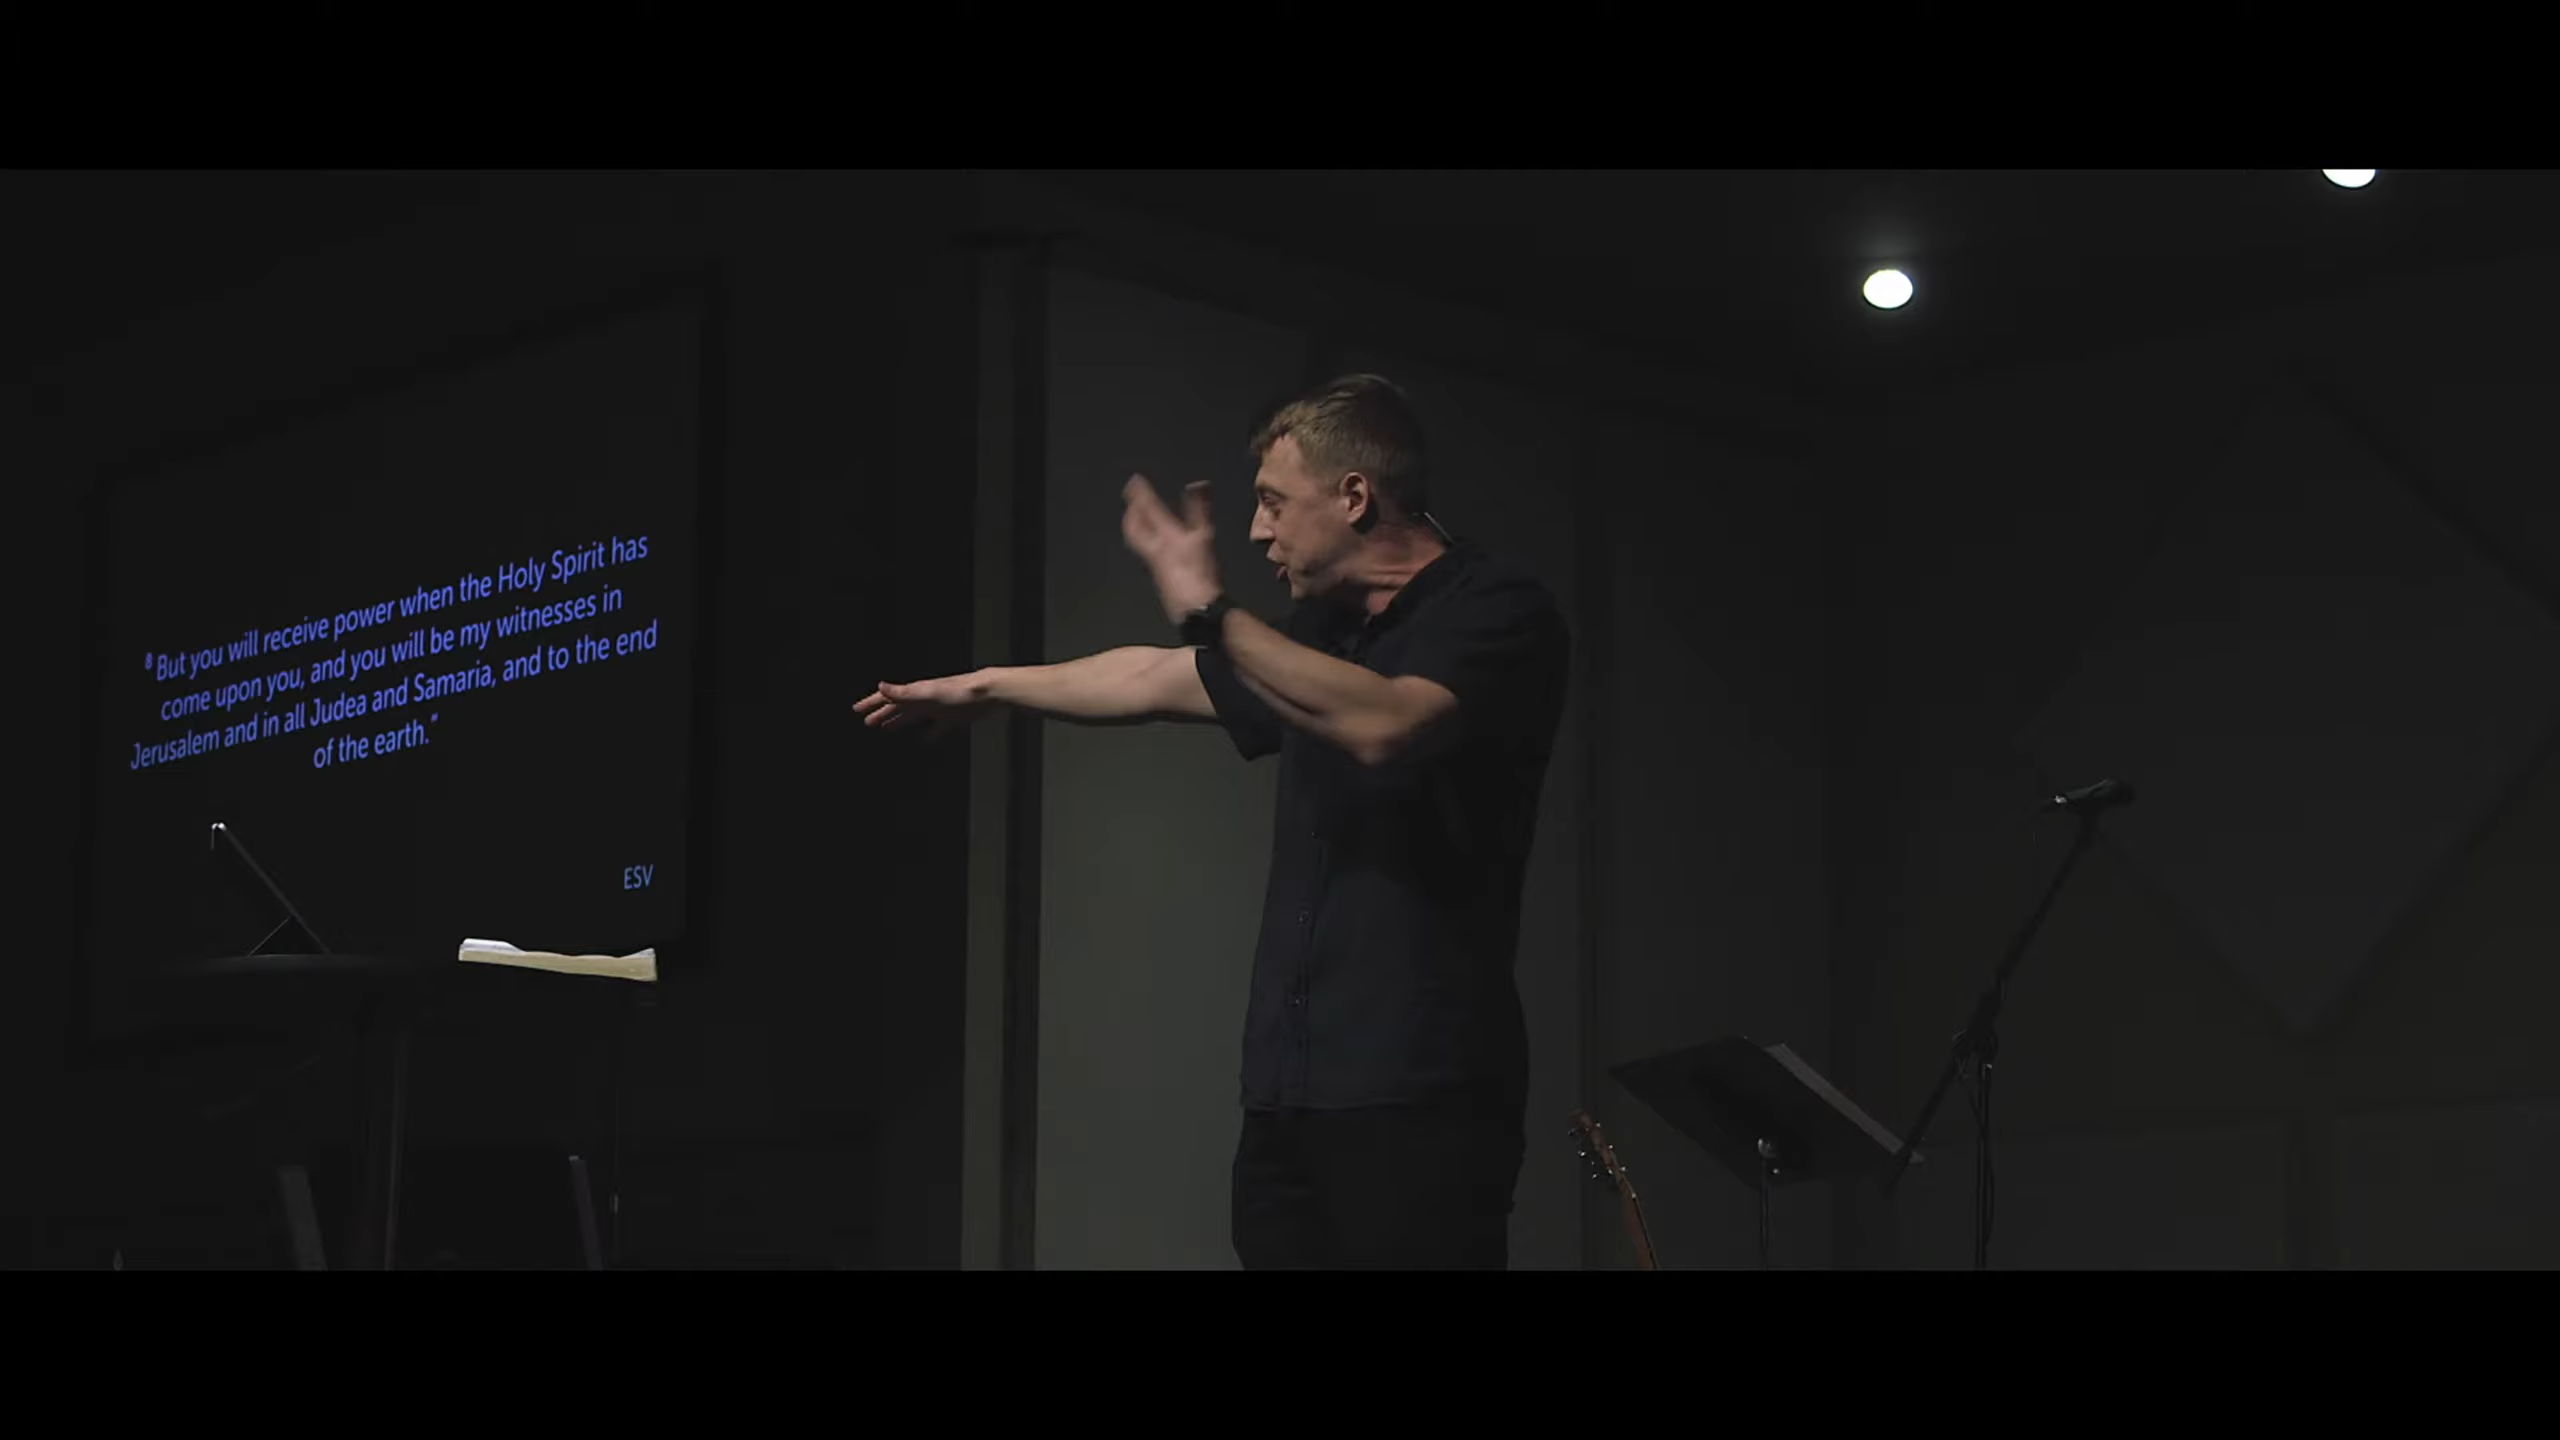 8 But you will receive power when the Holy Spirit has
come upon you, and you will be my witnesses in
Jerusalem and in all Judea and Samaria, and to the end
of the earth.”
ESV